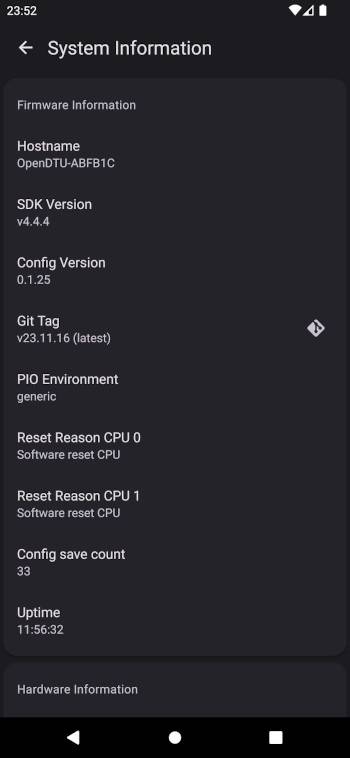 23:52
System Information
Firmware Information
Hostname
OpenDTU-ABFB1C
SDK Version
v4.4.4
Config Version
0.1.25
Git Tag
v23.11.16 (latest)
PIO Environment
generic
Reset Reason CPU 0
Software reset CPU
Reset Reason CPU 1
Software reset CPU
Config save count
33
Uptime
11:56:32
Hardware Information